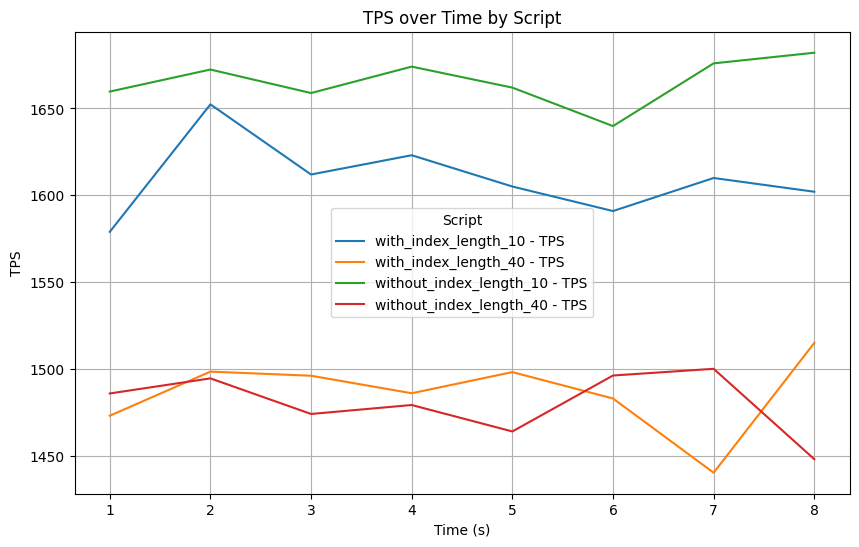 TPS over Time by Script
TPS
1650
1600
1550
1500
1450
Script
with_index_length_10 - TPS
with_index_length_40 - TPS
without_index_length_10 - TPS
without_index_length_40 - TPS
1 2 3 4 5 6 7 8
Time (s)